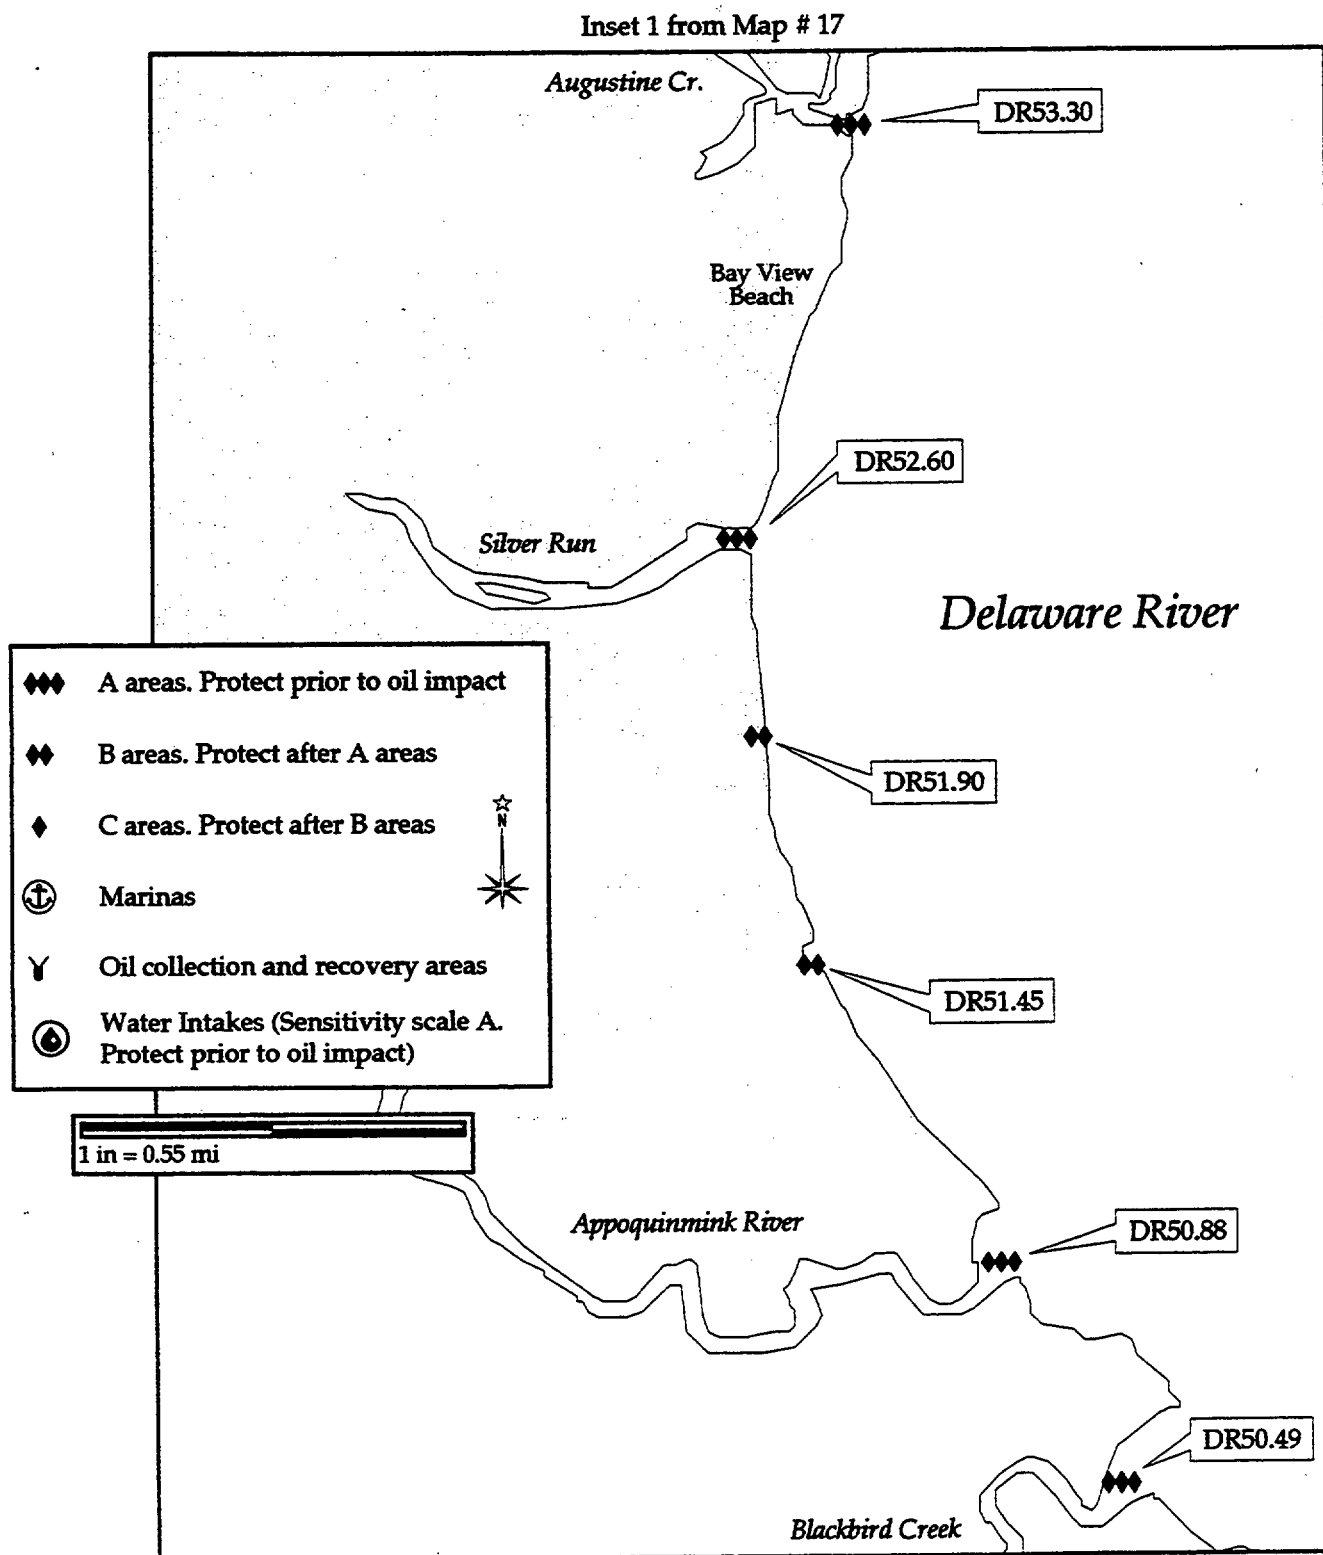 Inset 1 from Map # 17
Augustine Cr.
DR53.30
Bay View
Beach
DR52.60
Silver Run
Delaware River
A areas. Protect prior to oil impact
B areas. Protect after A areas
DR51.90
C areas. Protect after B areas
N
Marinas
Oil collection and recovery areas
DR51.45
Water Intakes (Sensitivity scale A.
Protect prior to oil impact)
1 in = 0.55 mi
Appoquinmink River
DR50.88
DR50.49
Blackbird Creek